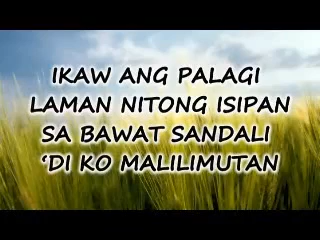 IKAW ANG PALAGI
LAMAN NITONG ISIPAN
SA BAWAT SANDALI
‘DI KO MALILIMUTAN